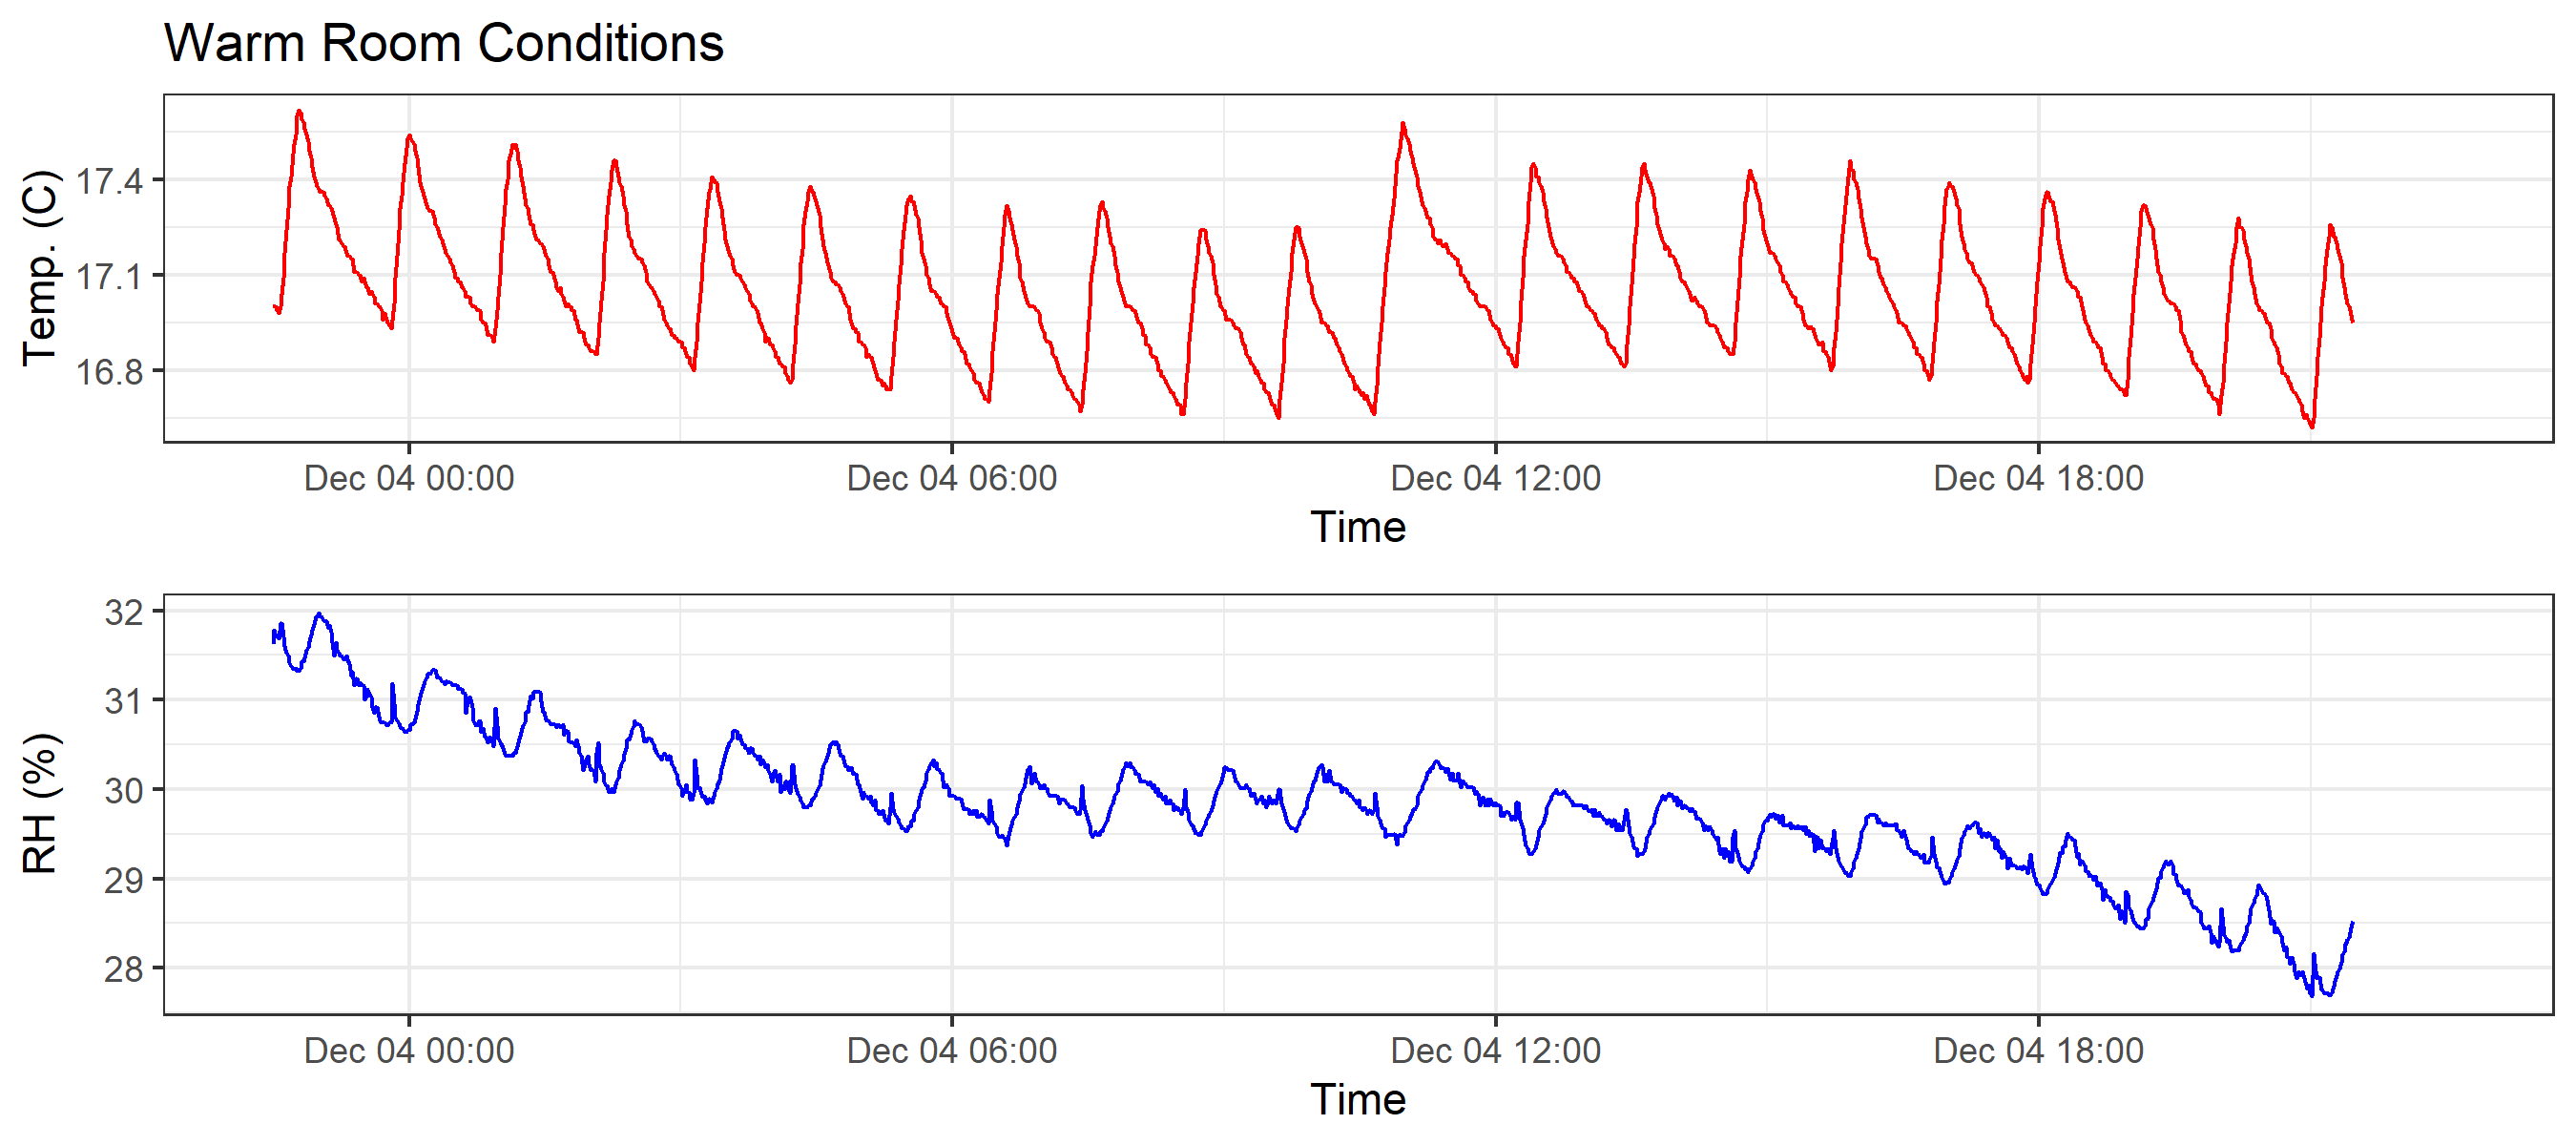 Warm Room Conditions
Temp. (C)
17.4
17.1
16.8
Dec 04 00:00 Dec 04 06:00 Dec 04 12:00 Dec 04 18:00
Time
RH (%)
32
31
30
29
28
Dec 04 00:00 Dec 04 06:00 Dec 04 12:00 Dec 04 18:00
Time